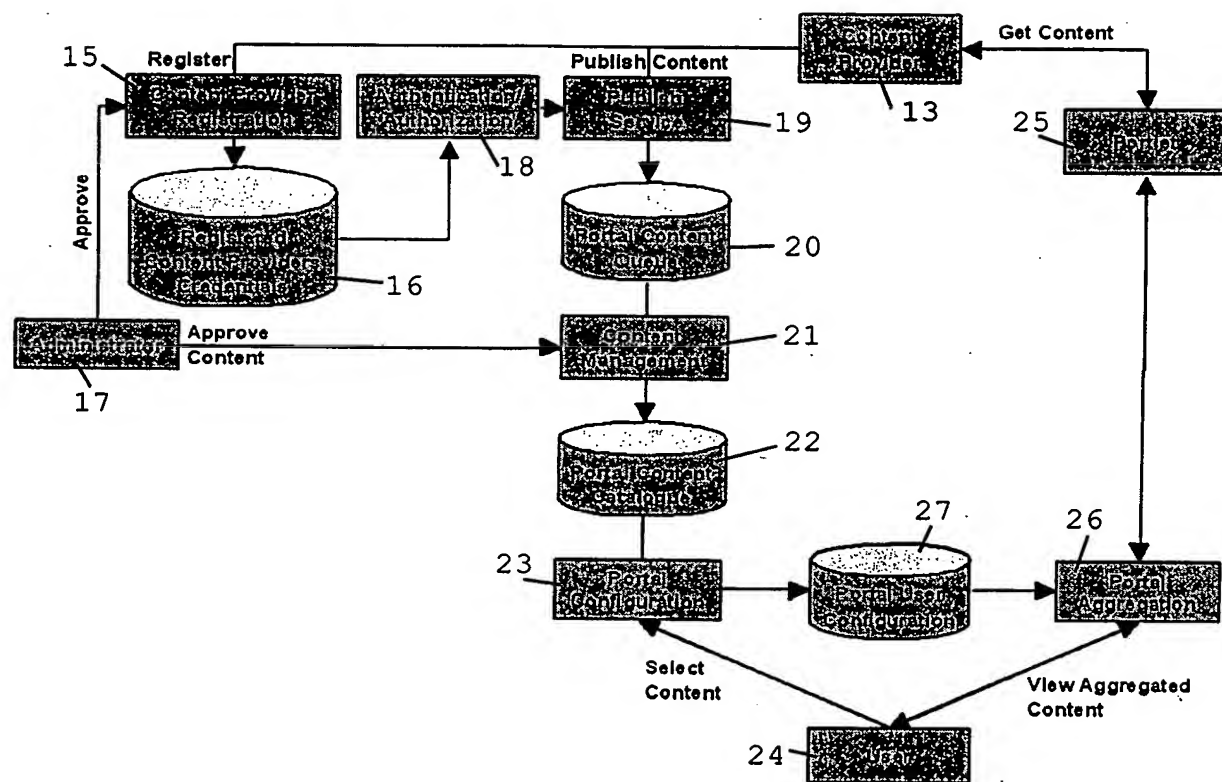 Register
Publish Content
Content
Provider
Get Content
15
Content Provider
Registration
Authentication/
Authorization
Publish
Service
13
19
25
Portlet
18
Approve
Registered
Content Providers
Credentials
16
Portal Content
Queue
20
Administrator
Approve
Content
Content
Management
21
17
Portal Content
Catalogue
22
27
26
23
Portal
Configuration
Portal User
Configuration
Portal
Aggregation
Select
Content
View Aggregated
Content
24
User